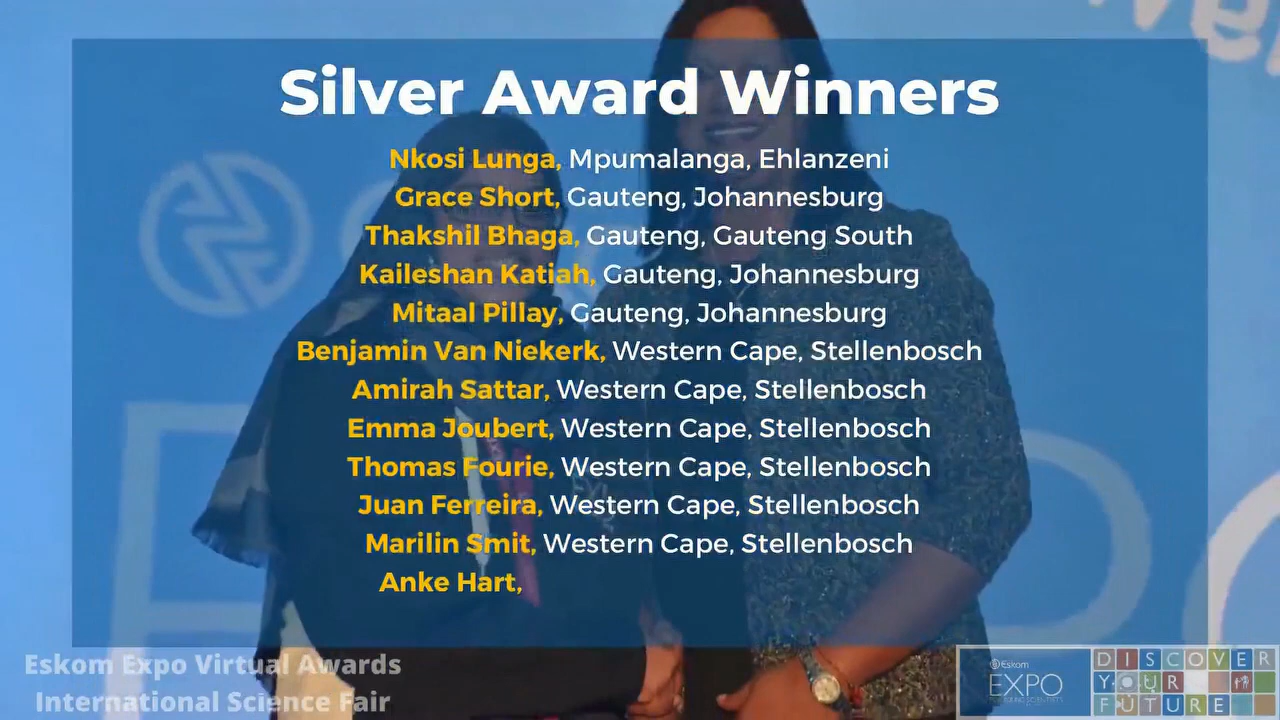 Silver Award Winners
Nkosi Lunga, Mpumalanga, Ehlanzeni
Grace Short, Gauteng, Johannesburg
Thakshil Bhaga, Gauteng, Gauteng South
Kaileshan Katiah, Gauteng, Johannesburg
Mitaal Pillay, Gauteng, Johannesburg
Benjamin Van Niekerk, Western Cape, Stellenbosch
Amirah Sattar, Western Cape, Stellenbosch
Emma Joubert, Western Cape, Stellenbosch
Thomas Fourie, Western Cape, Stellenbosch
Juan Ferreira, Western Cape, Stellenbosch
Marilin Smit, Western Cape, Stellenbosch
Anke Hart,
Eskom Expo Virtual Awards
International Science Fair
Eskom
EXPO
DISCOVER
YOUR
FUTURE